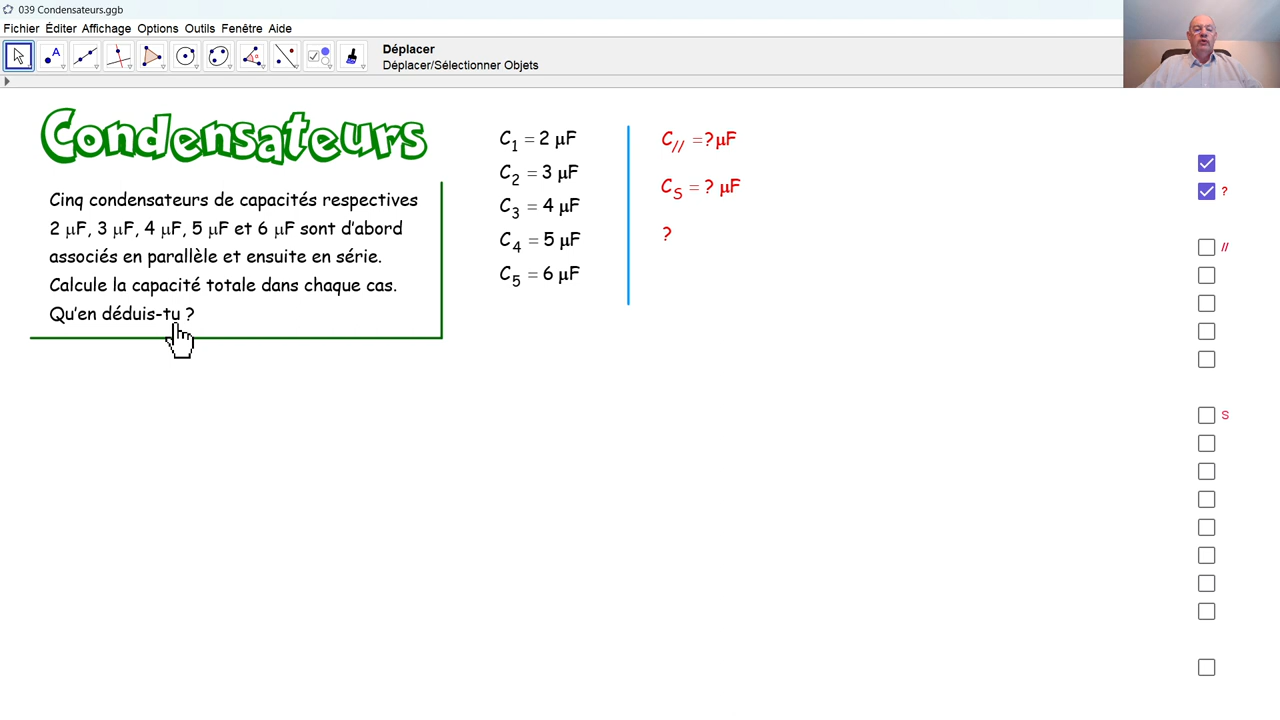 039 Condensateurs.ggb
Fichier Éditer Affichage Options Outils Fenêtre Aide
A
Déplacer
Déplacer/Sélectionner Objets
Condensateurs
Cinq condensateurs de capacités respectives
2 μF, 3 μF, 4 μF, 5 μF et 6 μF sont d'abord
associés en parallèle et ensuite en série.
Calcule la capacité totale dans chaque cas.
Qu'en déduis-tu ?
C₁ = 2 μF
C₂ = 3 μF
C₃ = 4 μF
C₄ = 5 μF
C₅ = 6 μF
C// =?μF
CS = ? μF
?
?
//
S